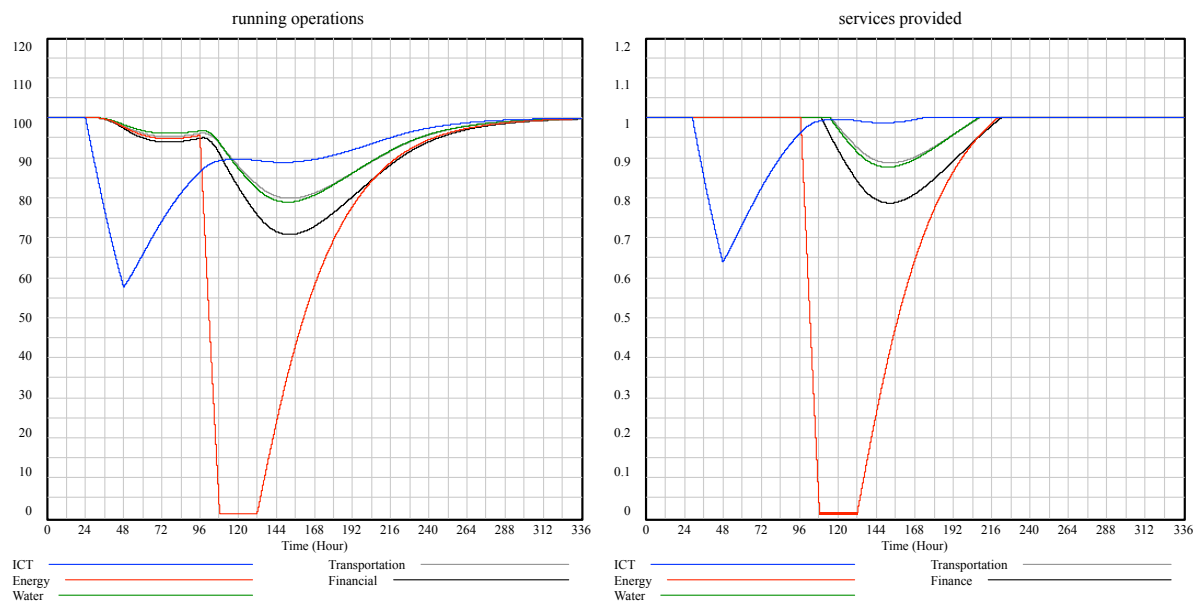 running operations
120
110
100
90
80
70
60
50
40
30
20
10
0
0 24 48 72 96 120 144 168 192 216 240 264 288 312 336
Time (Hour)
ICT
Energy
Water
Transportation
Financial
services provided
1.2
1.1
1
0.9
0.8
0.7
0.6
0.5
0.4
0.3
0.2
0.1
0
0 24 48 72 96 120 144 168 192 216 240 264 288 312 336
Time (Hour)
ICT
Energy
Water
Transportation
Finance